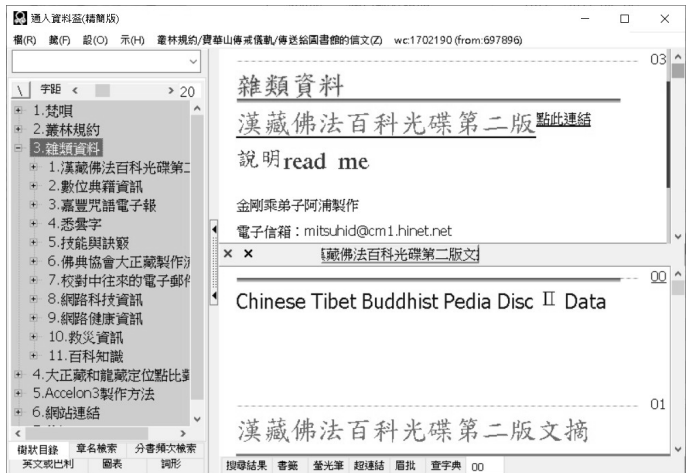 通人資料盔(精簡版)
欄(R) 藏(F) 設(O) 示(H) 叢林規約/寶華山傳戒儀軌/傳送給圖書館的信文(Z) wc:1702190 (from:697896)
\ 字距 < > 20
1.梵唄
2.叢林規約
3.雜類資料
1.漢藏佛法百科光碟第二
2.數位典籍資訊
3.嘉豐咒語電子報
4.悉曇字
5.技能與訣竅
6.佛典協會大正藏製作
7.校對中往來的電子郵件
8.網路科技資訊
9.網路健康資訊
10.救災資訊
11.百科知識
4.大正藏和龍藏定位點比
5.Accelon3製作方法
6.網站連結
樹狀目錄 章名檢索 分書頻次檢索
英文或巴利 圖表 詞形
03
雜類資料
漢藏佛法百科光碟第二版 點此連結
說明read me
金剛乘弟子阿浦製作
電子信箱：mitsuhid@cm1.hinet.net
藏佛法百科光碟第二版文
00
Chinese Tibet Buddhist Pedia Disc Ⅱ Data
01
漢藏佛法百科光碟第二版文摘
搜尋結果 書籤 螢光筆 超連結 眉批 查字典 00